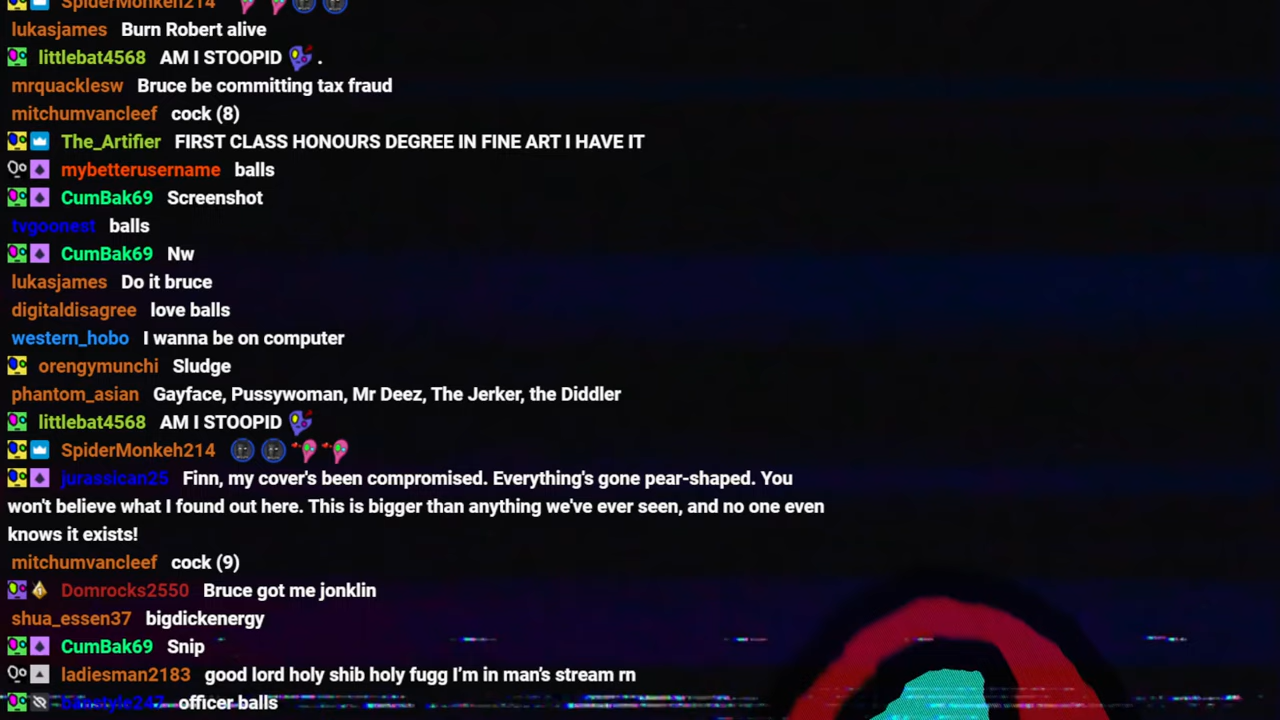 SpiderMonkeh214
lukasjames Burn Robert alive
littlebat4568 AM I STOOPID .
mrquacklesw Bruce be committing tax fraud
mitchumvancleef cock (8)
The_Artifier FIRST CLASS HONOURS DEGREE IN FINE ART I HAVE IT
mybetterusername balls
CumBak69 Screenshot
tvgoonest balls
CumBak69 Nw
lukasjames Do it bruce
digitaldisagree love balls
western_hobo I wanna be on computer
orengymunchi Sludge
phantom_asian Gayface, Pussywoman, Mr Deez, The Jerker, the Diddler
littlebat4568 AM I STOOPID
SpiderMonkeh214
jurassican25 Finn, my cover's been compromised. Everything's gone pear-shaped. You
won't believe what I found out here. This is bigger than anything we've ever seen, and no one even
knows it exists!
mitchumvancleef cock (9)
Domrocks2550 Bruce got me jonklin
shua_essen37 bigdickenergy
CumBak69 Snip
ladiesman2183 good lord holy shib holy fugg I'm in man's stream rn
officer balls